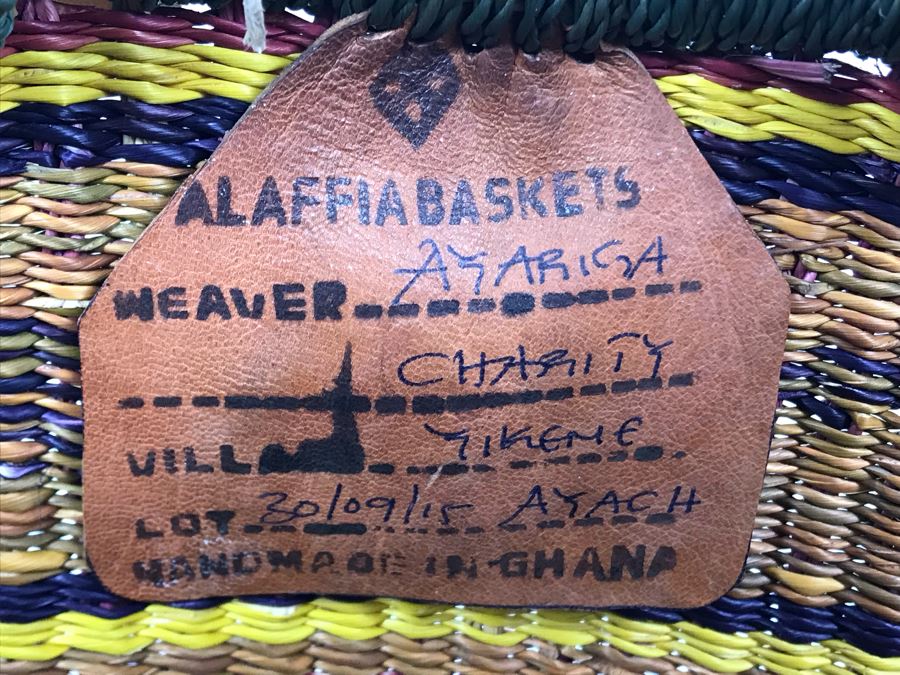 ALAFFIA BASKETS
WEAVER AYARIGA
CHARITY
VILL YIKENE
LOT 30/09/15 AYACH
HANDMADE IN GHANA